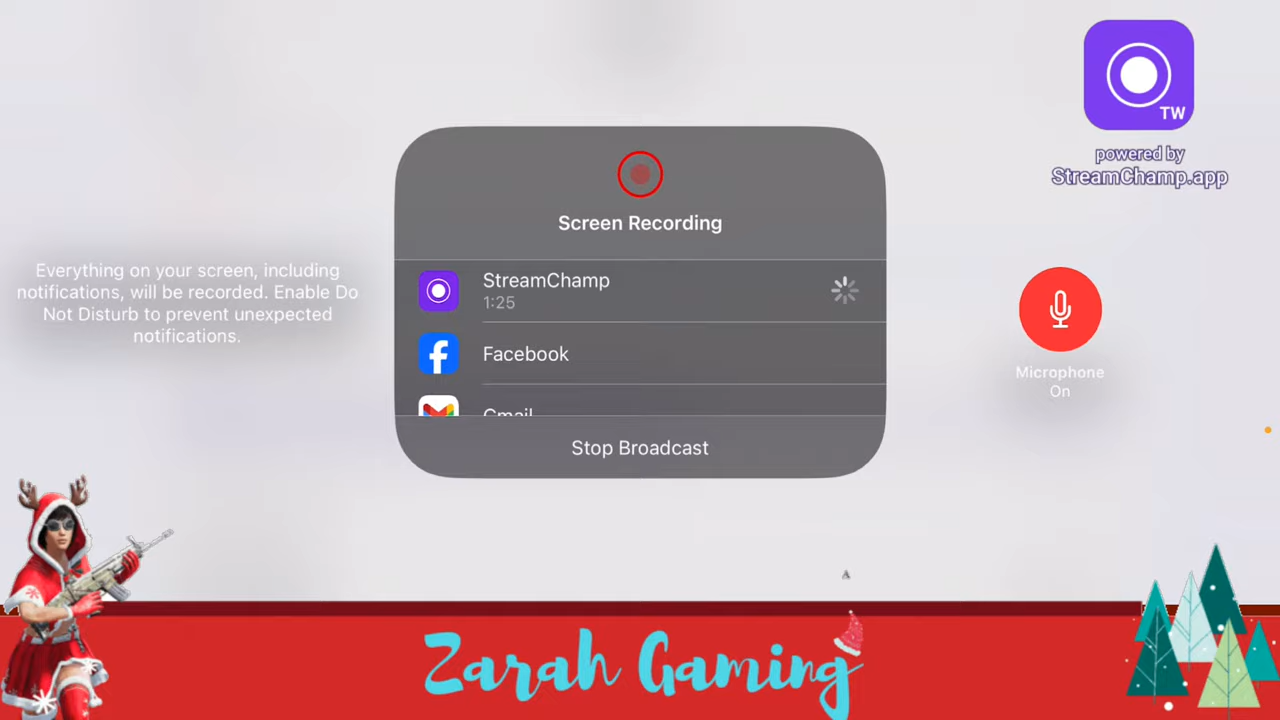 TW
powered by
StreamChamp.app
Screen Recording
Everything on your screen, including
notifications, will be recorded. Enable Do
Not Disturb to prevent unexpected
notifications.
StreamChamp
1:25
Facebook
Gmail
Stop Broadcast
Microphone
On
A
Zarah Gaming